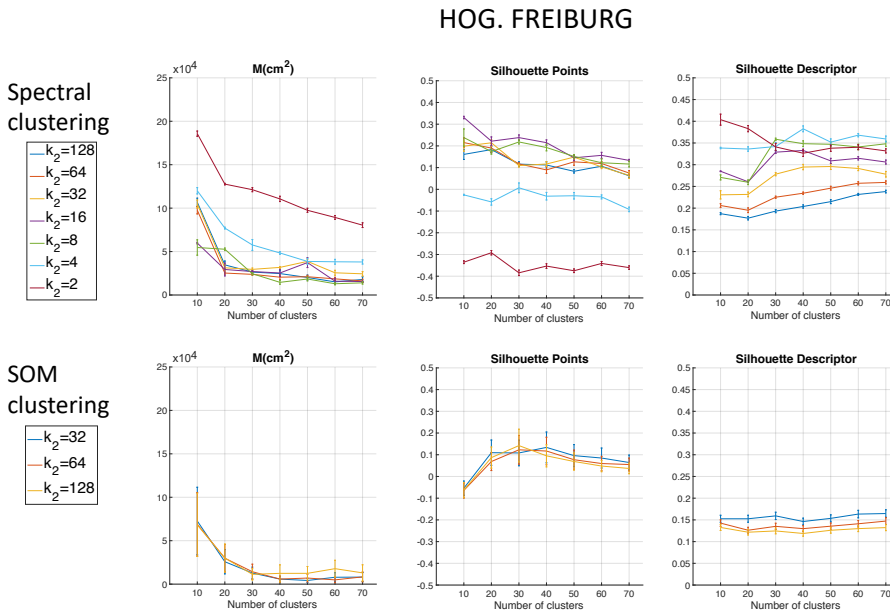 HOG. FREIBURG
Spectral
clustering
k2=128
k2=64
k2=32
k2=16
k2=8
k2=4
k2=2
×10⁴
M(cm²)
25
20
15
10
5
0
10 20 30 40 50 60 70
Number of clusters
Silhouette Points
0.5
0.4
0.3
0.2
0.1
0
-0.1
-0.2
-0.3
-0.4
-0.5
10 20 30 40 50 60 70
Number of clusters
Silhouette Descriptor
0.5
0.45
0.4
0.35
0.3
0.25
0.2
0.15
0.1
0.05
0
10 20 30 40 50 60 70
Number of clusters
SOM
clustering
k2=32
k2=64
k2=128
×10⁴
M(cm²)
25
20
15
10
5
0
10 20 30 40 50 60 70
Number of clusters
Silhouette Points
0.5
0.4
0.3
0.2
0.1
0
-0.1
-0.2
-0.3
-0.4
-0.5
10 20 30 40 50 60 70
Number of clusters
Silhouette Descriptor
0.5
0.45
0.4
0.35
0.3
0.25
0.2
0.15
0.1
0.05
0
10 20 30 40 50 60 70
Number of clusters